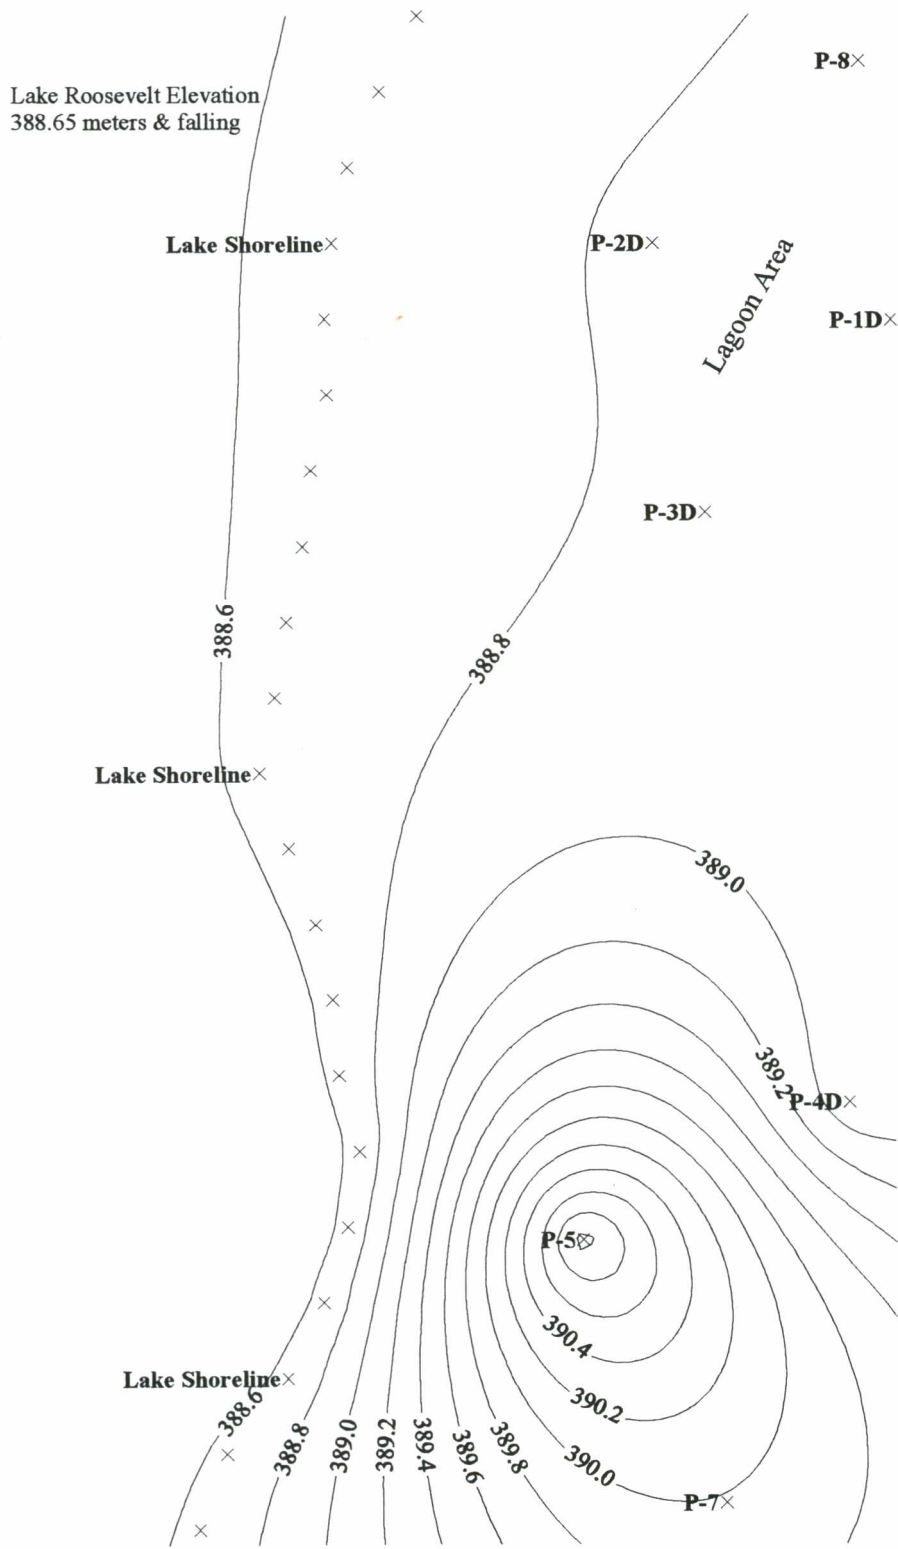 P-8
Lake Roosevelt Elevation
388.65 meters & falling
Lake Shoreline
P-2D
Lagoon Area
P-1D
P-3D
388.6
388.8
Lake Shoreline
389.0
389.2
P-4D
P-5
390.4
Lake Shoreline
388.6
390.2
388.8
389.0
389.2
389.4
389.6
389.8
390.0
P-7